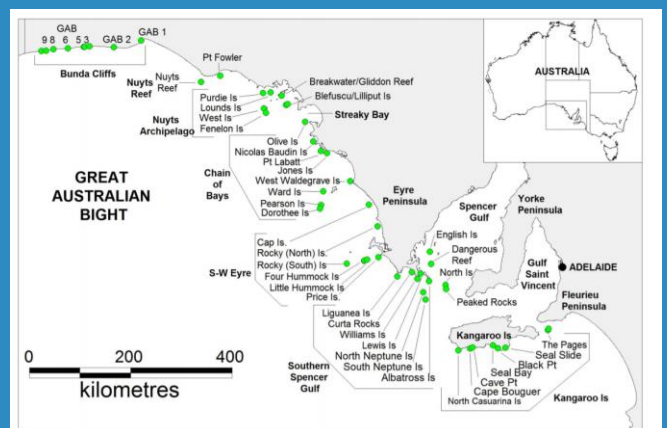 GAB
GAB 1
9 8 6 5 3
GAB 2
Bunda Cliffs
Pt Fowler
Nuyts
Reef
Nuyts
Reef
Breakwater/Gliddon Reef
Blefuscu/Lilliput Is
Purdie Is
Lounds Is
West Is
Fenelon Is
Nuyts
Archipelago
Streaky Bay
AUSTRALIA
Olive Is
Nicolas Baudin Is
Pt Labatt
Jones Is
West Waldegrave Is
Ward Is
Pearson Is
Dorothee Is
Chain
of
Bays
GREAT
AUSTRALIAN
BIGHT
Eyre
Peninsula
Spencer
Gulf
Yorke
Peninsula
English Is
Dangerous
Reef
North Is
Peaked Rocks
Gulf
Saint
Vincent
ADELAIDE
Fleurieu
Peninsula
Cap Is.
Rocky (North) Is.
Rocky (South) Is
Four Hummock Is
Little Hummock Is
Price Is.
S-W Eyre
Liguanea Is
Curta Rocks
Williams Is
Lewis Is
North Neptune Is
South Neptune Is
Albatross Is
Southern
Spencer
Gulf
Kangaroo Is
The Pages
Seal Slide
Black Pt
Seal Bay
Cave Pt
Cape Bouguer
North Casuarina Is
Kangaroo Is
0 200 400
kilometres